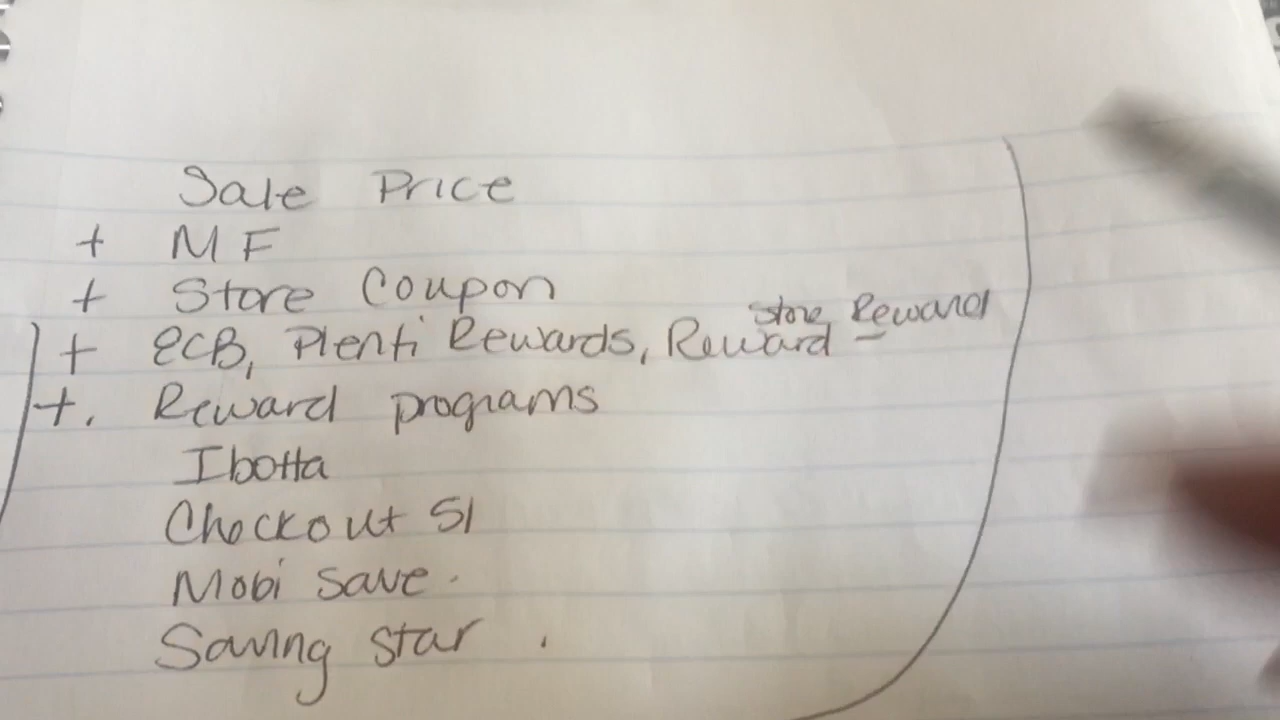 Sale Price
+ MF
+ Store Coupon
store Reward
+ ECB, Plenti Rewards, Reward -
+. Reward programs
Ibotta
Checkout 51
Mobi Save.
Saving Star.